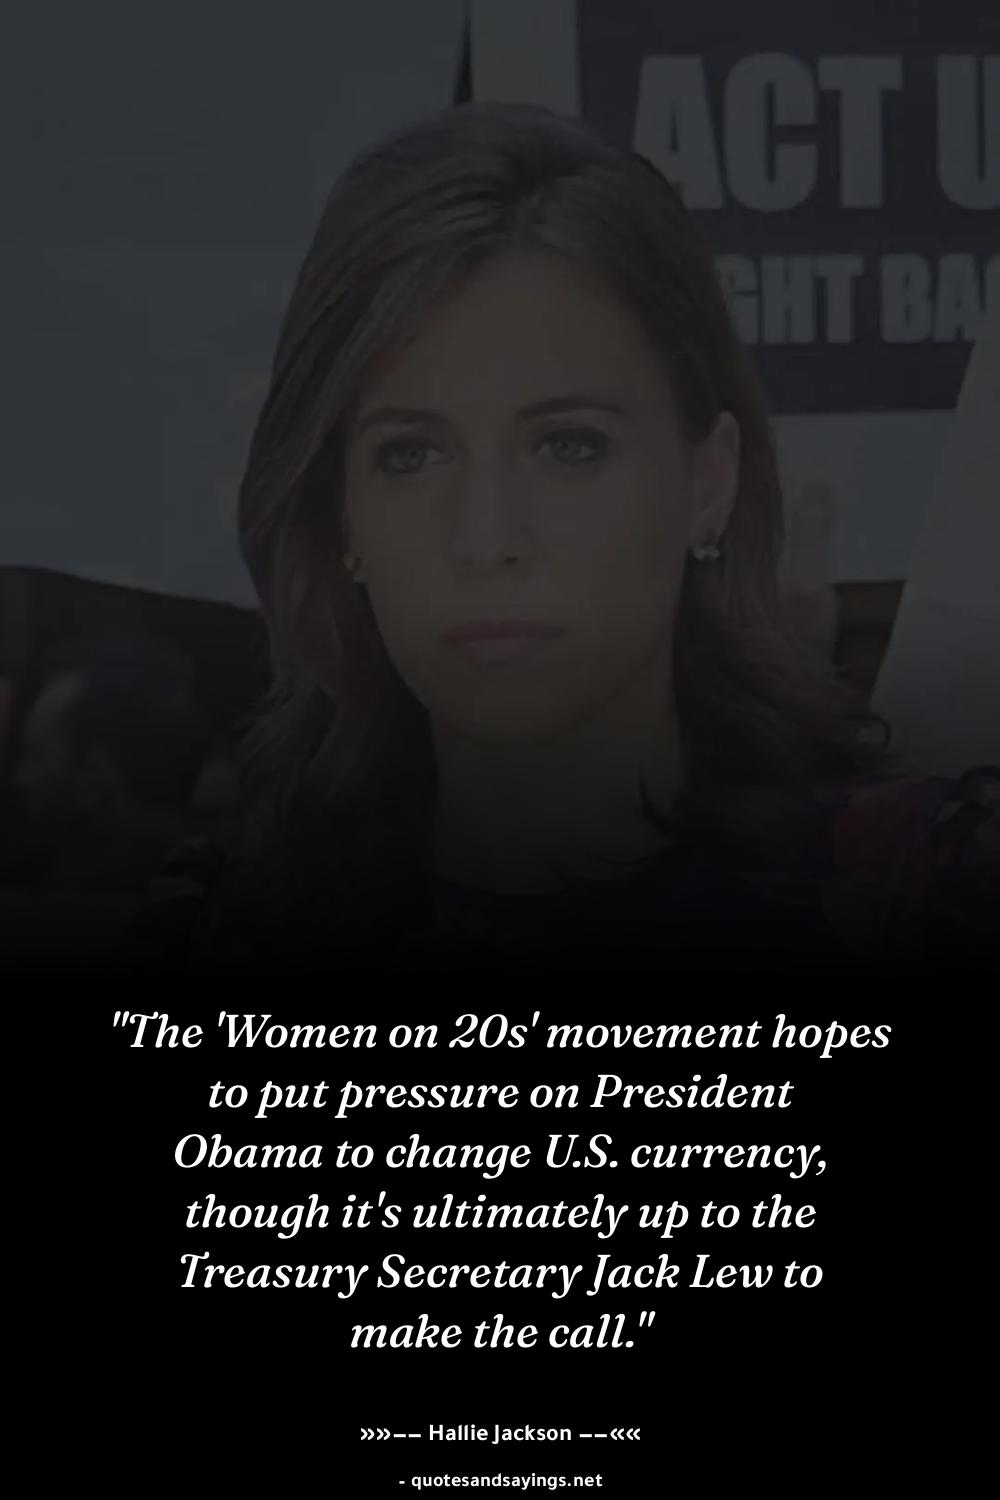 ACT U
GHT BAC
"The 'Women on 20s' movement hopes
to put pressure on President
Obama to change U.S. currency,
though it's ultimately up to the
Treasury Secretary Jack Lew to
make the call."
»»−− Hallie Jackson −−««
- quotesandsayings.net